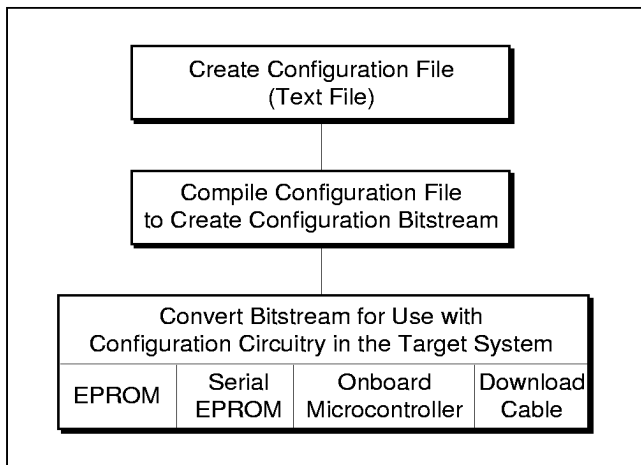 Create Configuration File
(Text File)
Compile Configuration File
to Create Configuration Bitstream
Convert Bitstream for Use with
Configuration Circuitry in the Target System
EPROM
Serial
EPROM
Onboard
Microcontroller
Download
Cable